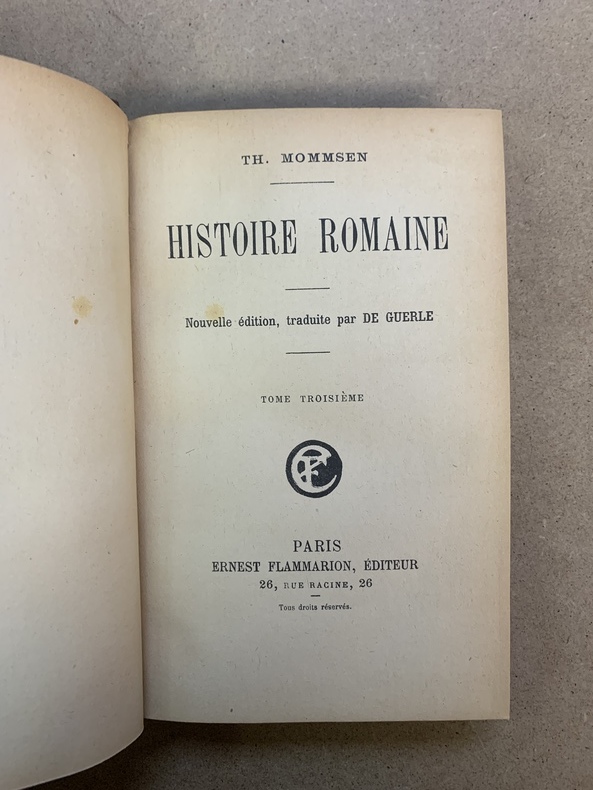 TH. MOMMSEN
HISTOIRE ROMAINE
Nouvelle édition, traduite par DE GUERLE
TOME TROISIÈME
EF
PARIS
ERNEST FLAMMARION, ÉDITEUR
26, RUE RACINE, 26
Tous droits réservés.